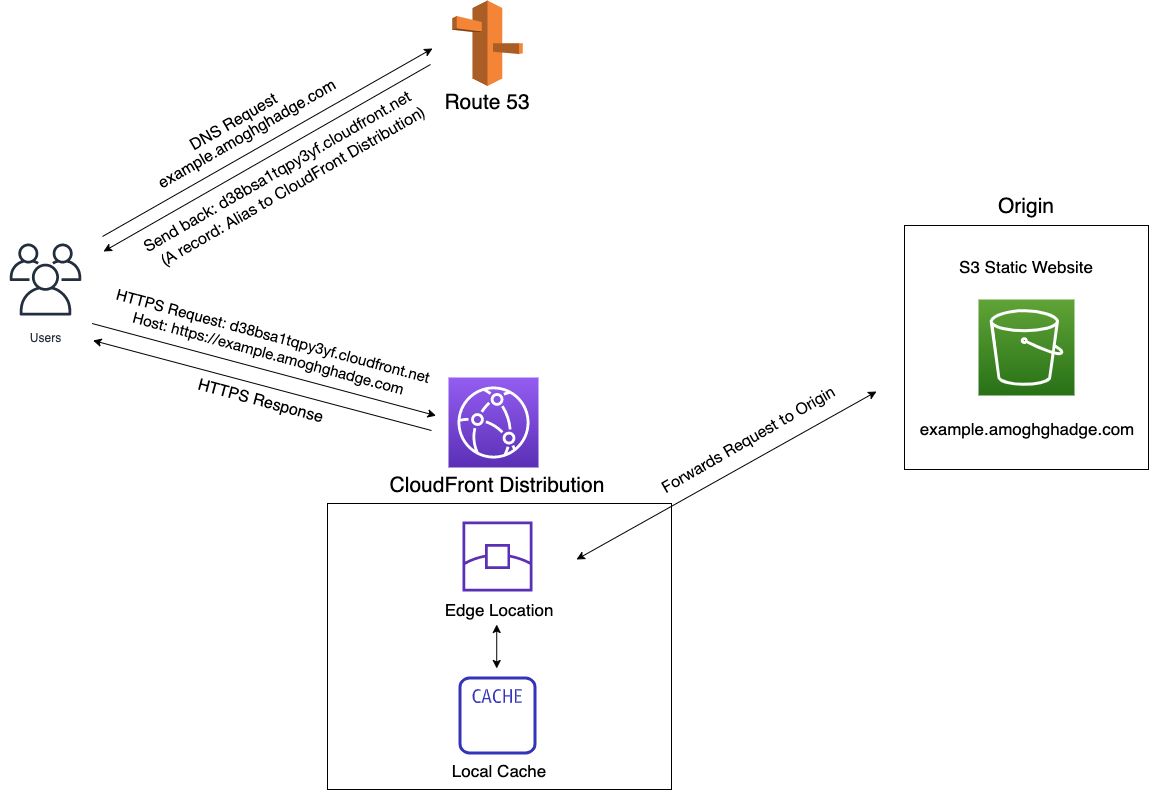 Route 53
DNS Request
example.amoghghadge.com
Send back: d38bsa1tqpy3yf.cloudfront.net
(A record: Alias to CloudFront Distribution)
Users
HTTPS Request: d38bsa1tqpy3yf.cloudfront.net
Host: https://example.amoghghadge.com
HTTPS Response
CloudFront Distribution
Edge Location
CACHE
Local Cache
Forwards Request to Origin
Origin
S3 Static Website
example.amoghghadge.com